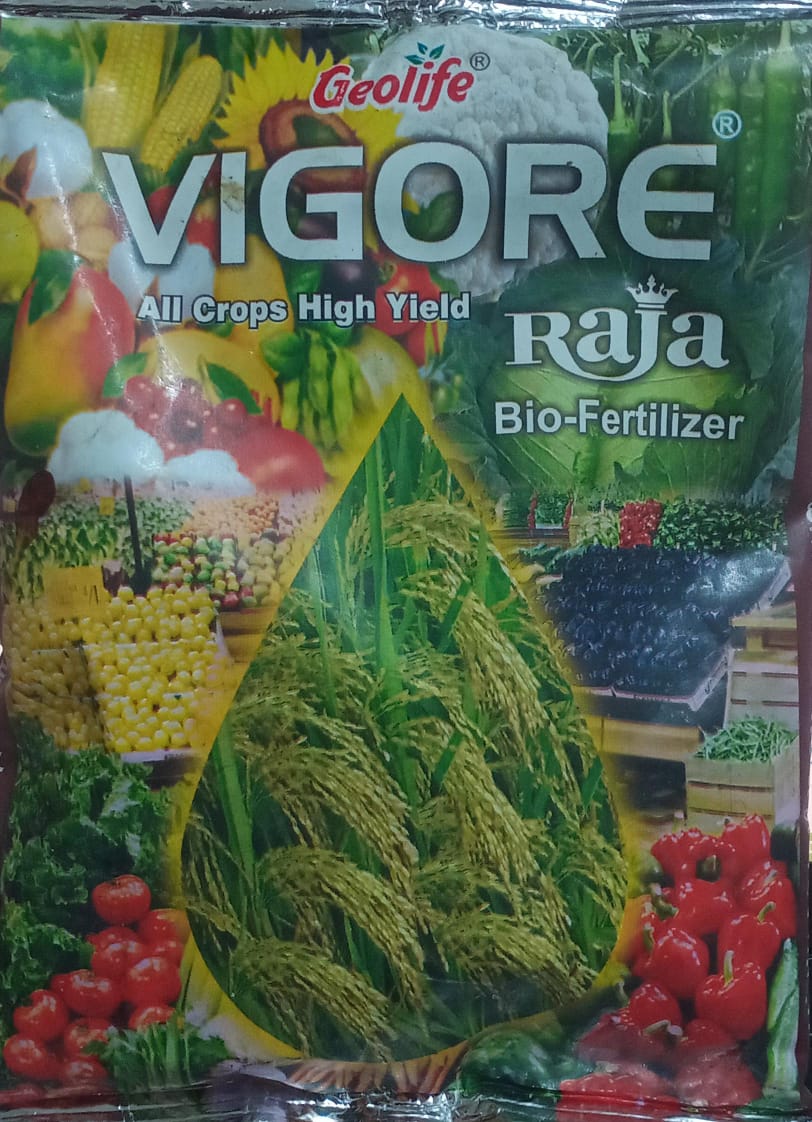 Geolife®
VIGORE®
All Crops High Yield
Raja
Bio-Fertilizer